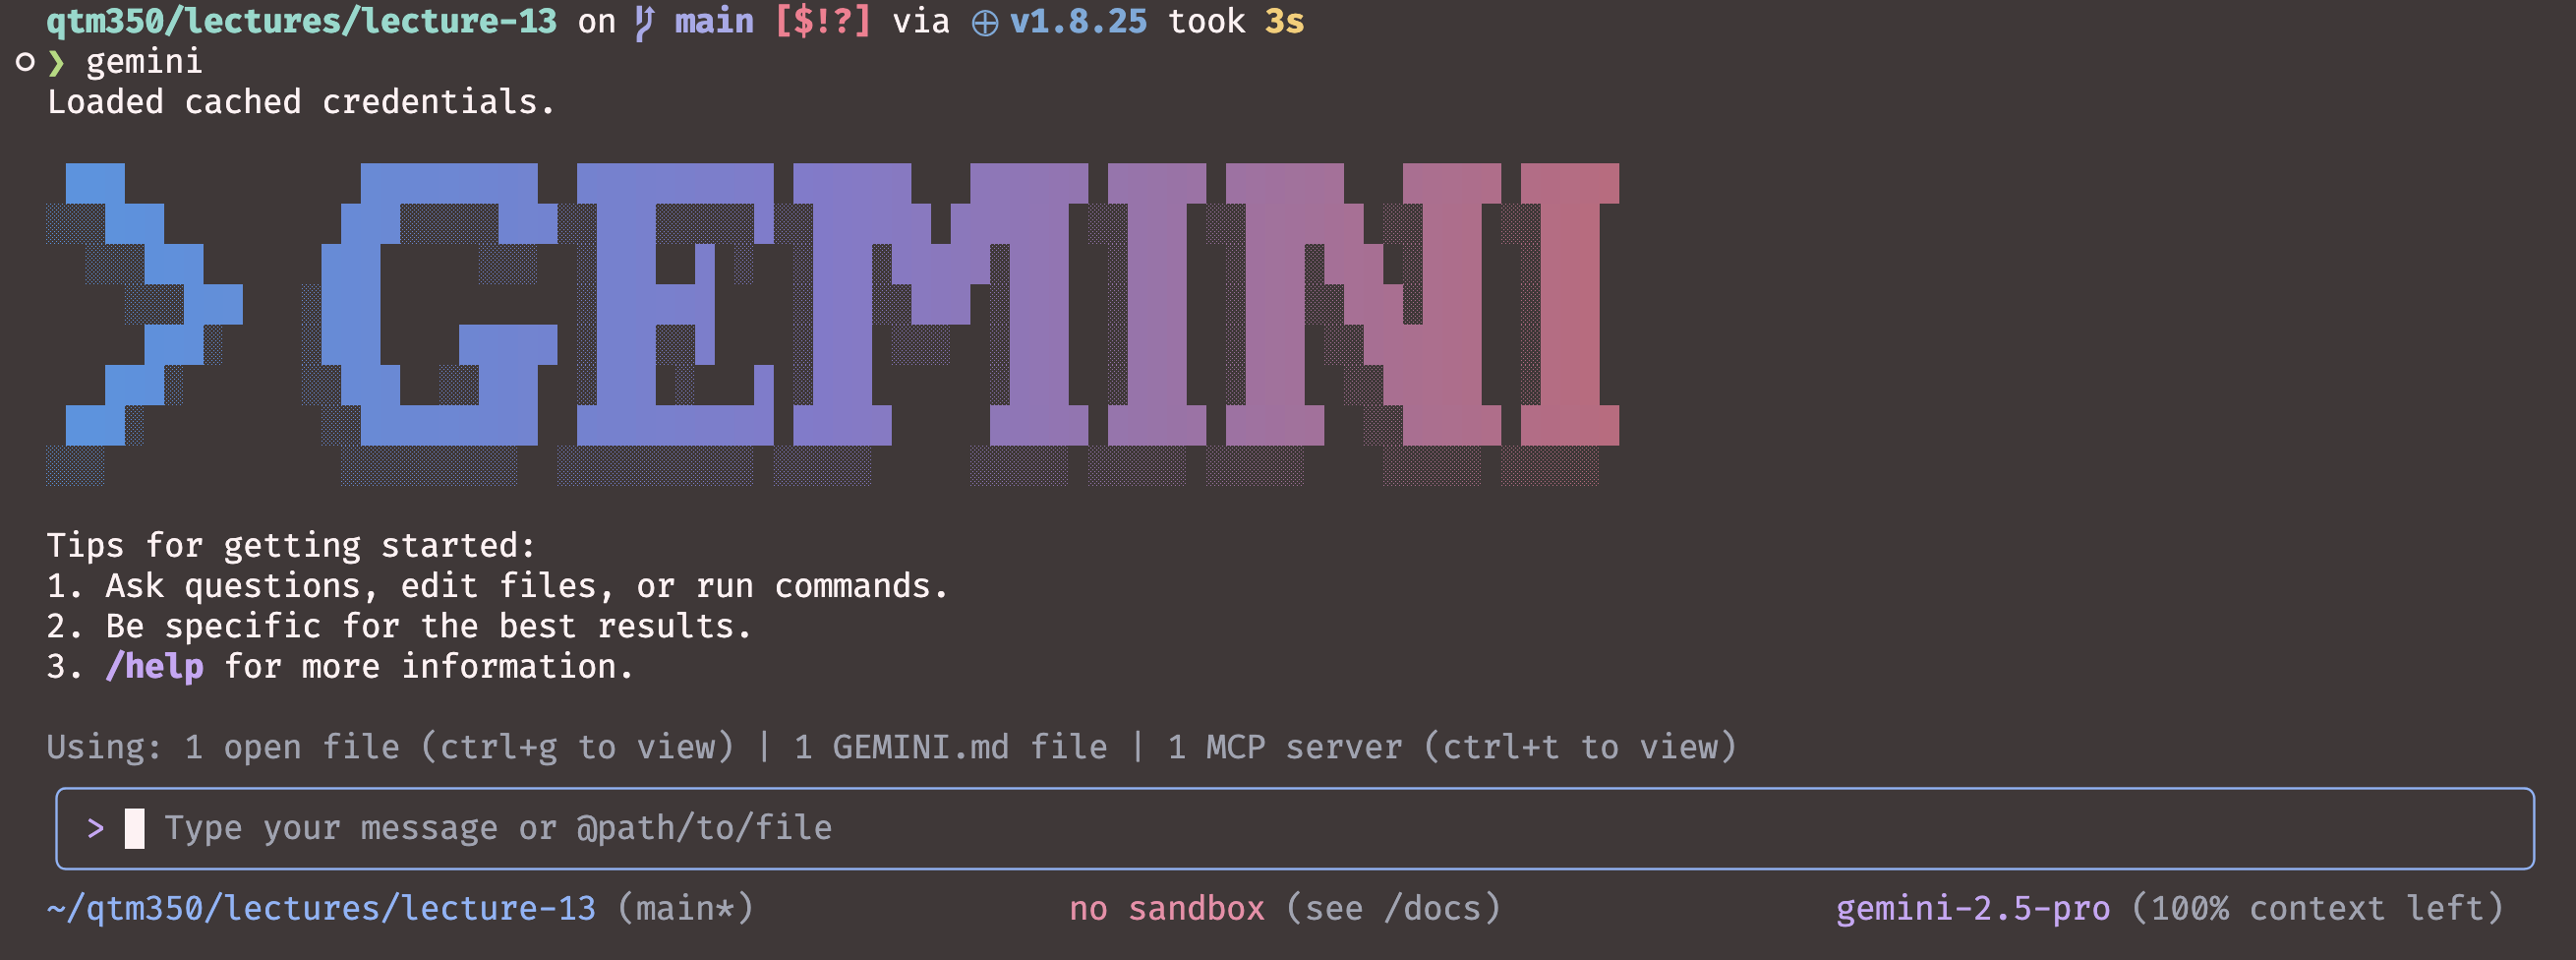 qtm350/lectures/lecture-13 on main [$!?] via v1.8.25 took 3s
❯ gemini
Loaded cached credentials.
> GEMINI
Tips for getting started:
1. Ask questions, edit files, or run commands.
2. Be specific for the best results.
3. /help for more information.
Using: 1 open file (ctrl+g to view) | 1 GEMINI.md file | 1 MCP server (ctrl+t to view)
> Type your message or @path/to/file
~/qtm350/lectures/lecture-13 (main*) no sandbox (see /docs) gemini-2.5-pro (100% context left)